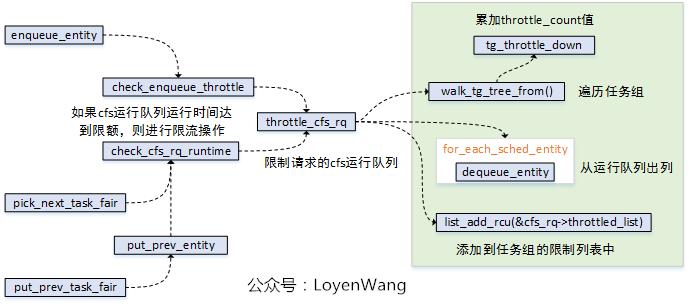 累加throttle_count值
enqueue_entity
tg_throttle_down
check_enqueue_throttle
walk_tg_tree_from()
遍历任务组
如果cfs运行队列运行时间达
到限额，则进行限流操作
throttle_cfs_rq
check_cfs_rq_runtime
限制请求的cfs运行队列
for_each_sched_entity
dequeue_entity
从运行队列出列
pick_next_task_fair
list_add_rcu(&cfs_rq->throttled_list)
put_prev_entity
添加到任务组的限制列表中
put_prev_task_fair
公众号：LoyenWang